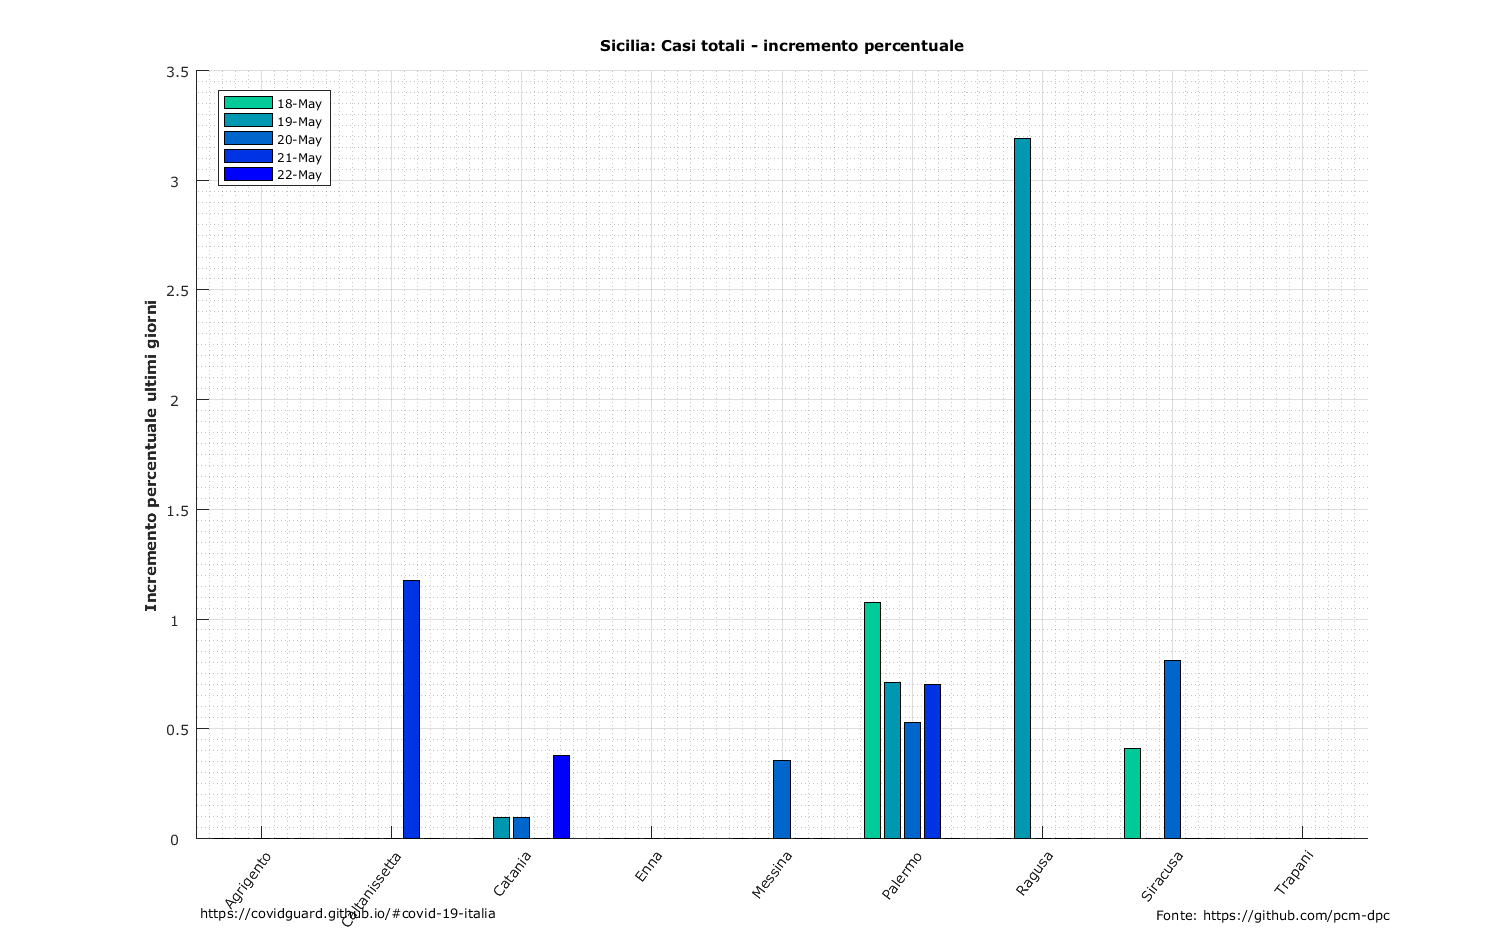 Sicilia: Casi totali - incremento percentuale
3.5
3
2.5
2
1.5
1
0.5
0
Incremento percentuale ultimi giorni
18-May
19-May
20-May
21-May
22-May
Agrigento
Caltanissetta
Catania
Enna
Messina
Palermo
Ragusa
Siracusa
Trapani
https://covidguard.github.io/#covid-19-italia
Fonte: https://github.com/pcm-dpc